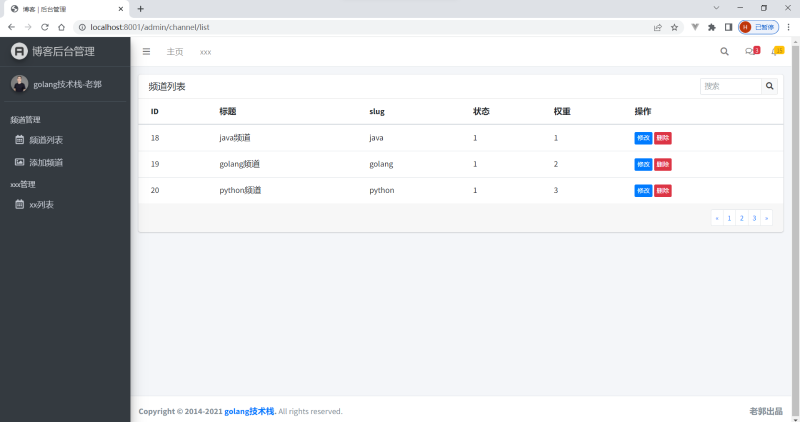 博客 | 后台管理
localhost:8001/admin/channel/list
H 已暂停
博客后台管理
主页 xxx
golang技术栈-老郭
频道管理
频道列表
添加频道
xxx管理
xx列表
频道列表
搜索
ID 标题 slug 状态 权重 操作
18 java频道 java 1 1 修改 删除
19 golang频道 golang 1 2 修改 删除
20 python频道 python 1 3 修改 删除
« 1 2 3 »
Copyright © 2014-2021 golang技术栈. All rights reserved.
老郭出品